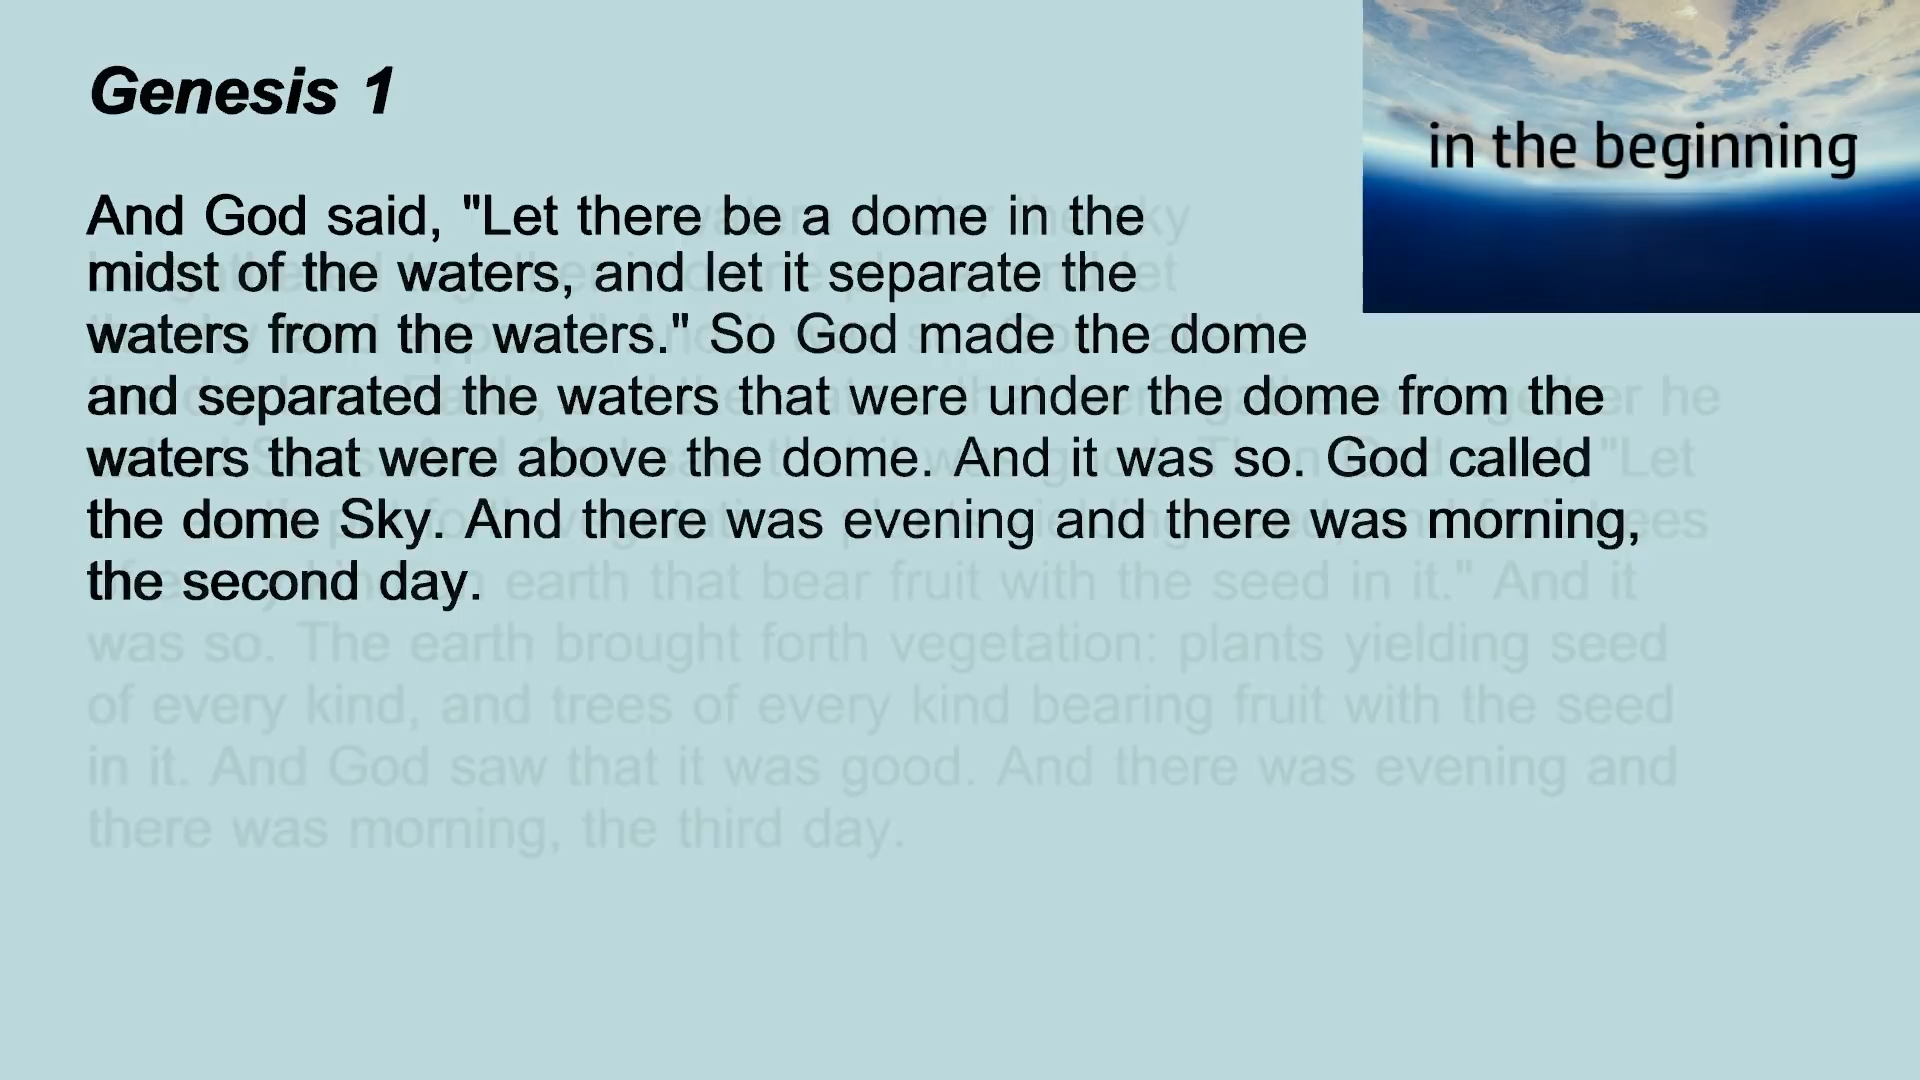 Genesis 1
in the beginning
And God said, "Let there be a dome in the
midst of the waters, and let it separate the
waters from the waters." So God made the dome
and separated the waters that were under the dome from the
waters that were above the dome. And it was so. God called
the dome Sky. And there was evening and there was morning,
the second day.
earth that bear fruit with the seed in it." And it
was so. The earth brought forth vegetation: plants yielding seed
of every kind, and trees of every kind bearing fruit with the seed
in it. And God saw that it was good. And there was evening and
there was morning, the third day.